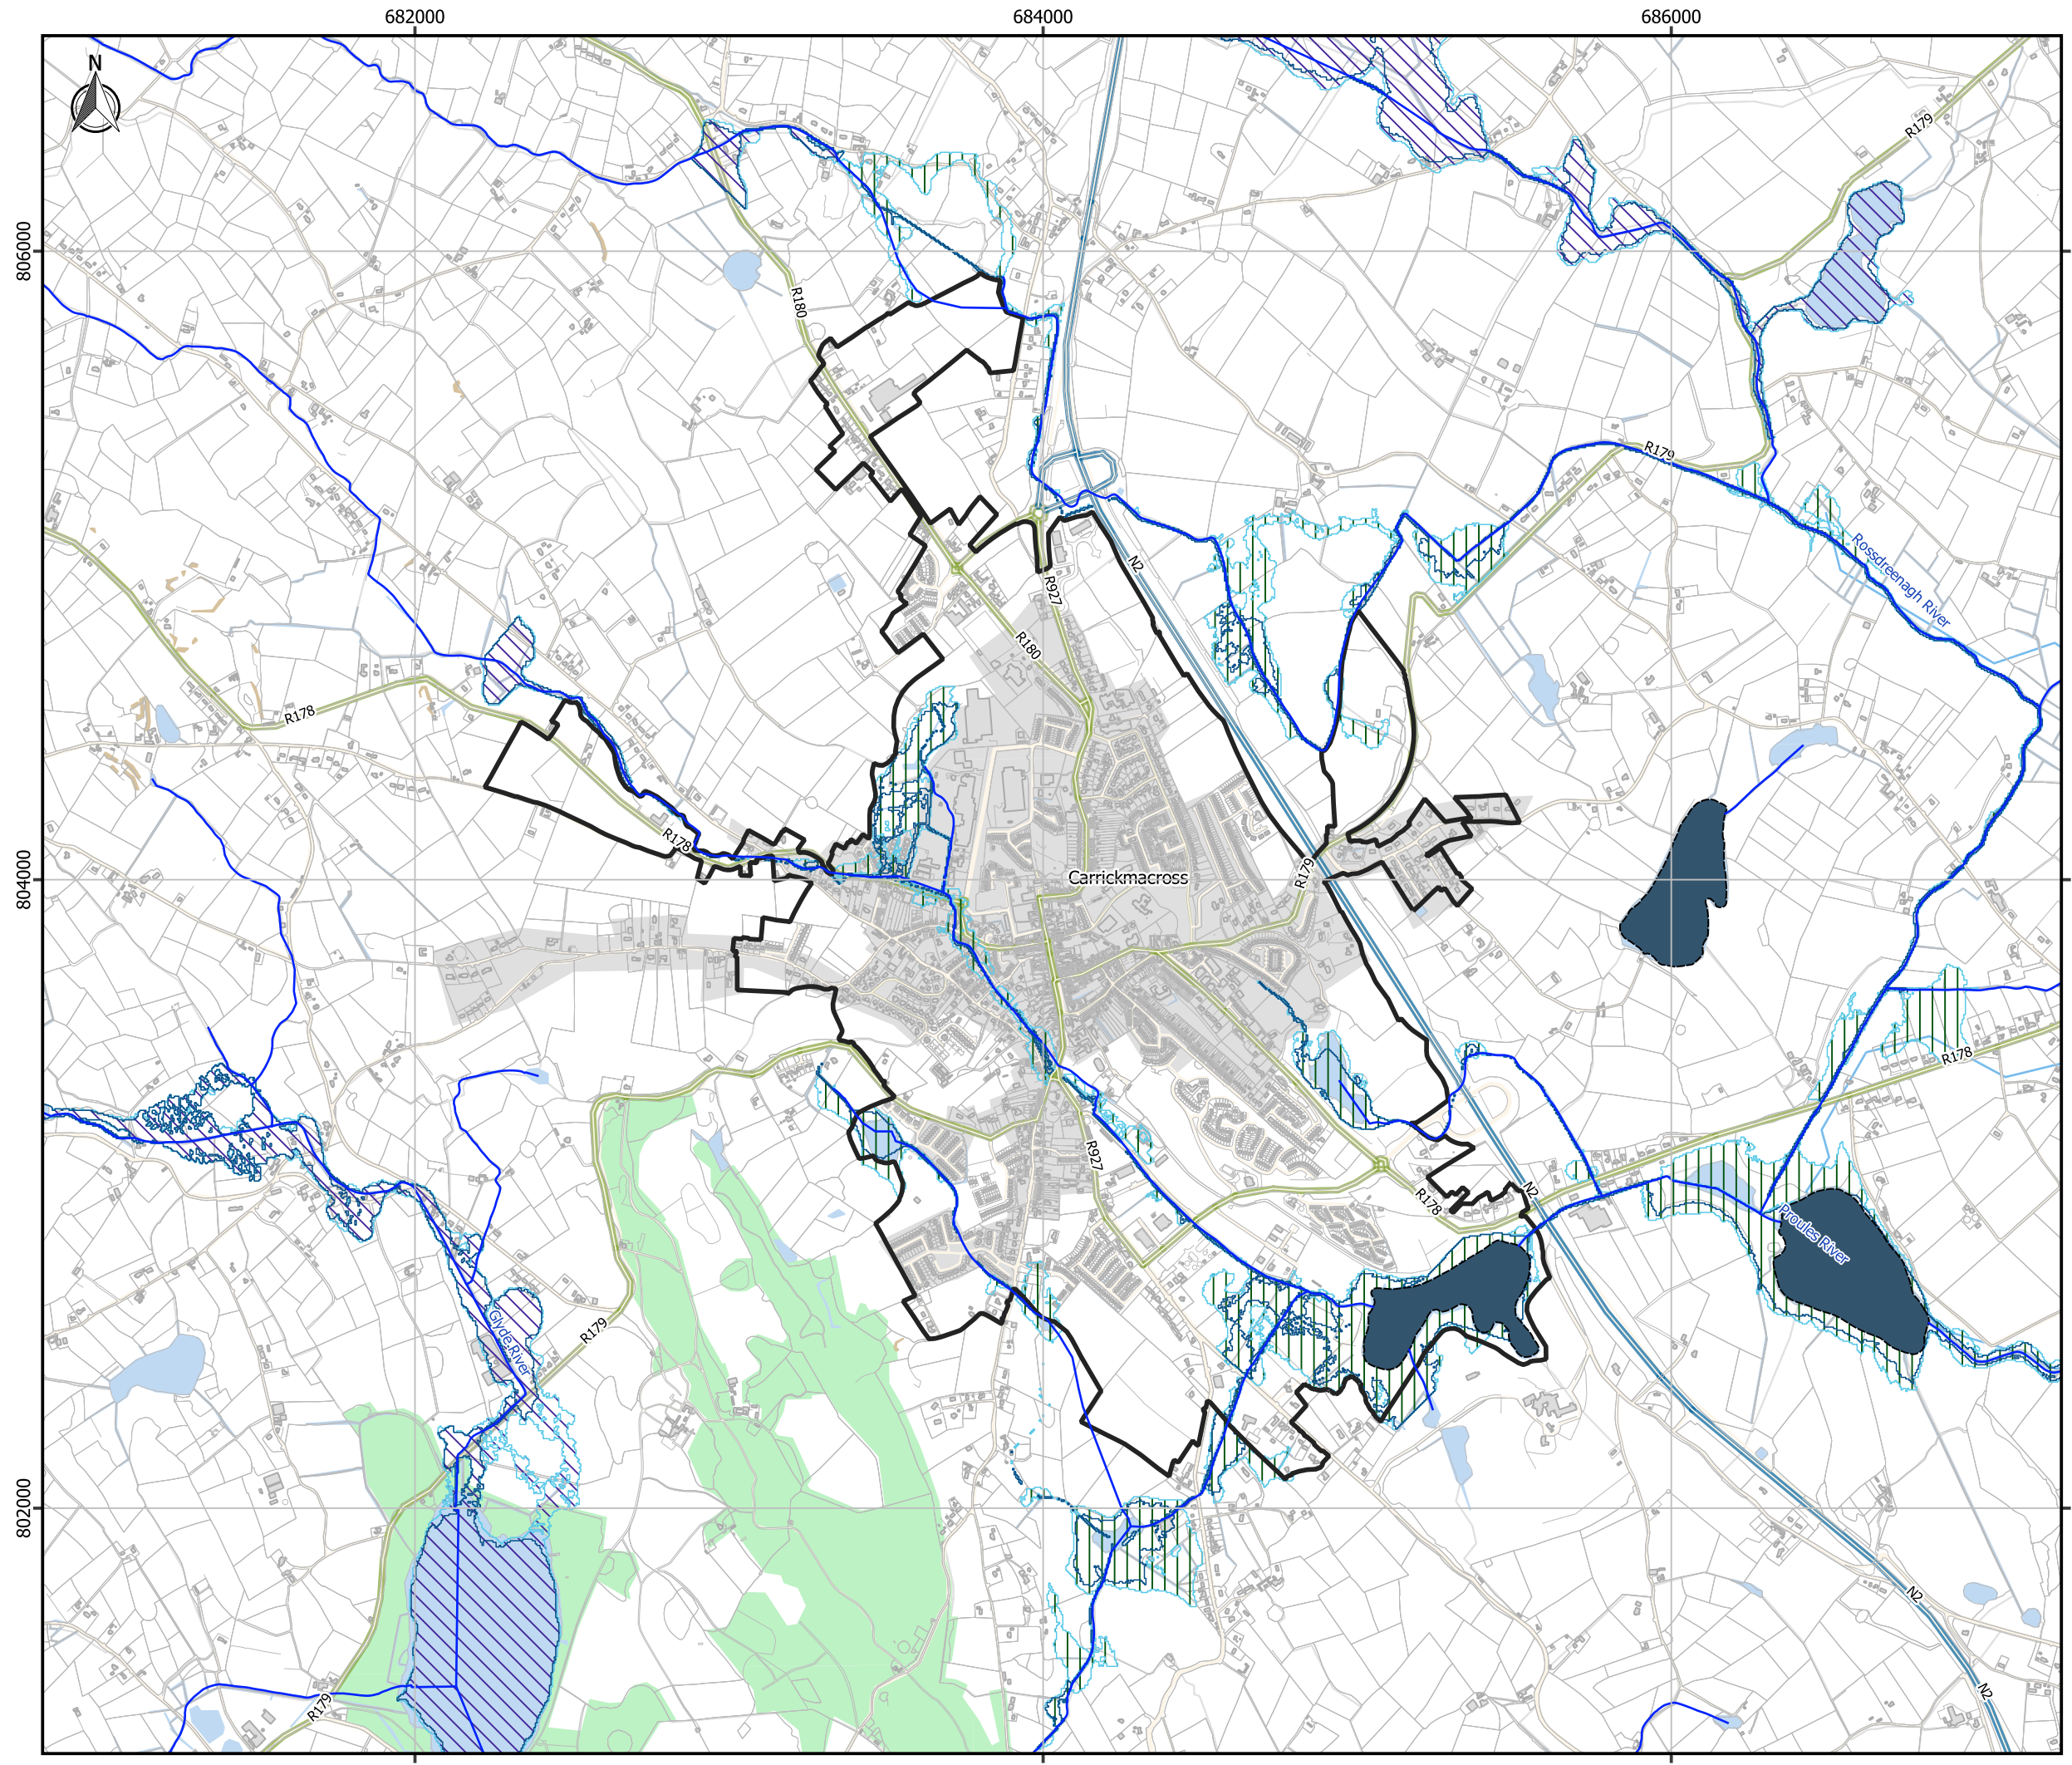 682000
684000
686000
N
R179
806000
R180
R179
N2
Rossdreenagh River
R927
R180
R178
R178
804000
Carrickmacross
R179
R178
R927
N2
R178
Proules River
Glyde River
R179
802000
N2
N2
R179